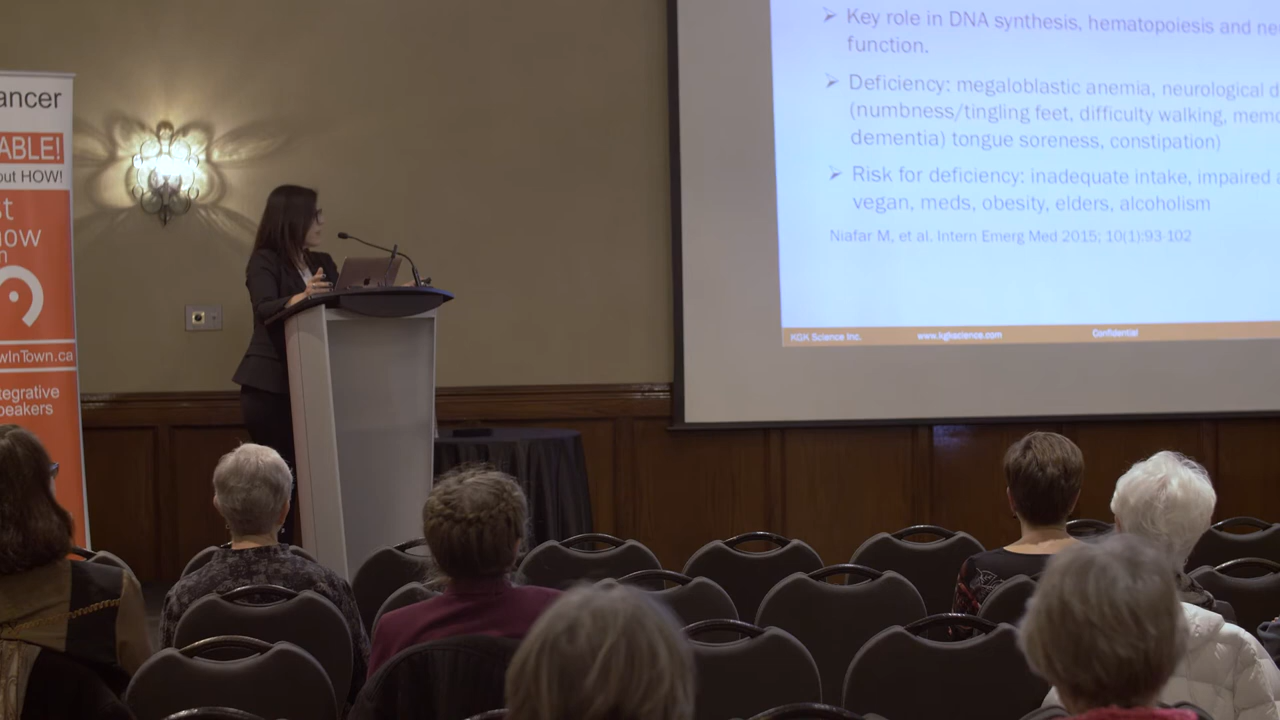 ancer
ABLE!
out HOW!
st
now
n
wInTown.ca
tegrative
peakers
➢ Key role in DNA synthesis, hematopoiesis and ne
function.
➢ Deficiency: megaloblastic anemia, neurological d
(numbness/tingling feet, difficulty walking, memo
dementia) tongue soreness, constipation)
➢ Risk for deficiency: inadequate intake, impaired a
vegan, meds, obesity, elders, alcoholism
Niafar M, et al. Intern Emerg Med 2015; 10(1):93-102
KGK Science Inc. www.kgkscience.com Confidential